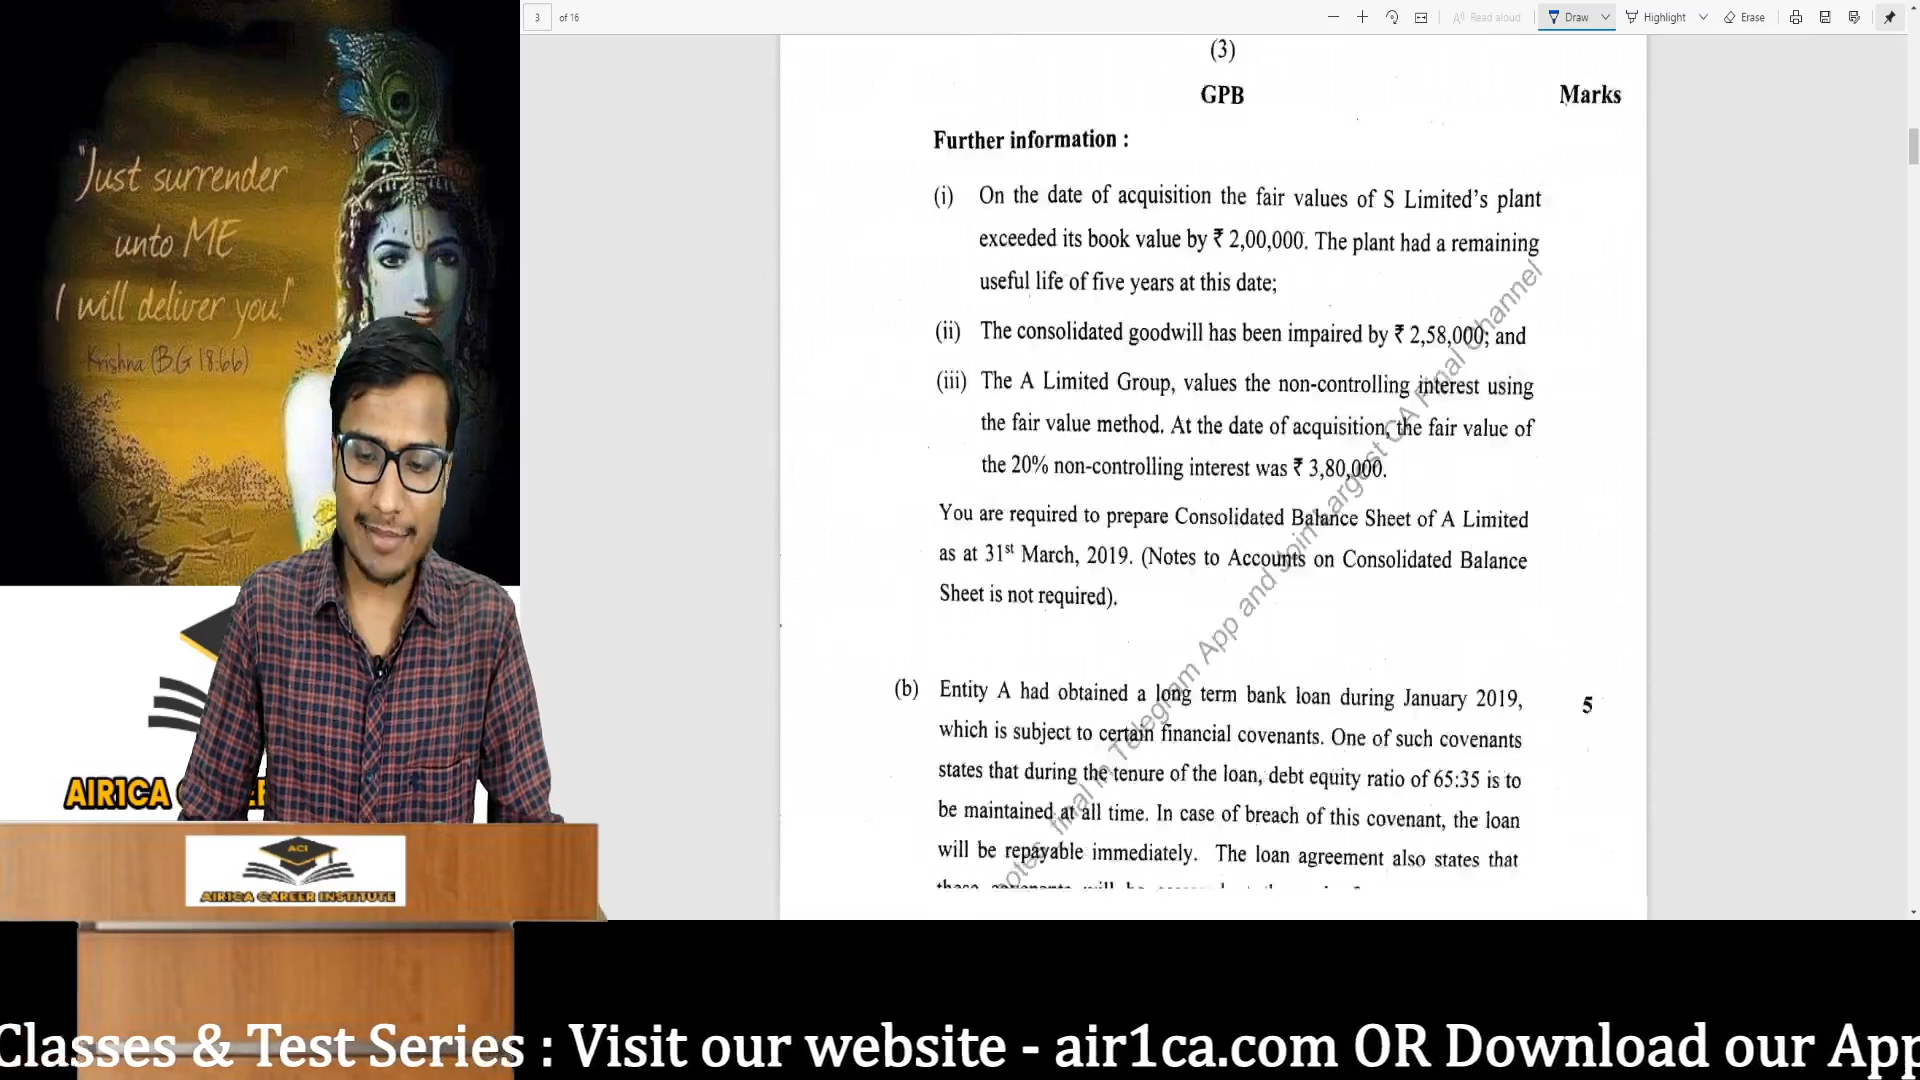 3 of 16
Read aloud
Draw
Highlight
Erase
"Just surrender
unto ME
I will deliver you!"
Krishna (B.G 18:66)
AIR1CA
ACI
AIR1CA CAREER INSTITUTE
(3)
GPB
Marks
Further information :
(i) On the date of acquisition the fair values of S Limited's plant
exceeded its book value by ₹ 2,00,000. The plant had a remaining
useful life of five years at this date;
(ii) The consolidated goodwill has been impaired by ₹ 2,58,000; and
(iii) The A Limited Group, values the non-controlling interest using
the fair value method. At the date of acquisition, the fair value of
the 20% non-controlling interest was ₹ 3,80,000.
You are required to prepare Consolidated Balance Sheet of A Limited
as at 31st March, 2019. (Notes to Accounts on Consolidated Balance
Sheet is not required).
(b) Entity A had obtained a long term bank loan during January 2019, 5
which is subject to certain financial covenants. One of such covenants
states that during the tenure of the loan, debt equity ratio of 65:35 is to
be maintained at all time. In case of breach of this covenant, the loan
will be repayable immediately. The loan agreement also states that
final in Telegram App and Join Largest CA Final Channel
Classes & Test Series : Visit our website - air1ca.com OR Download our App